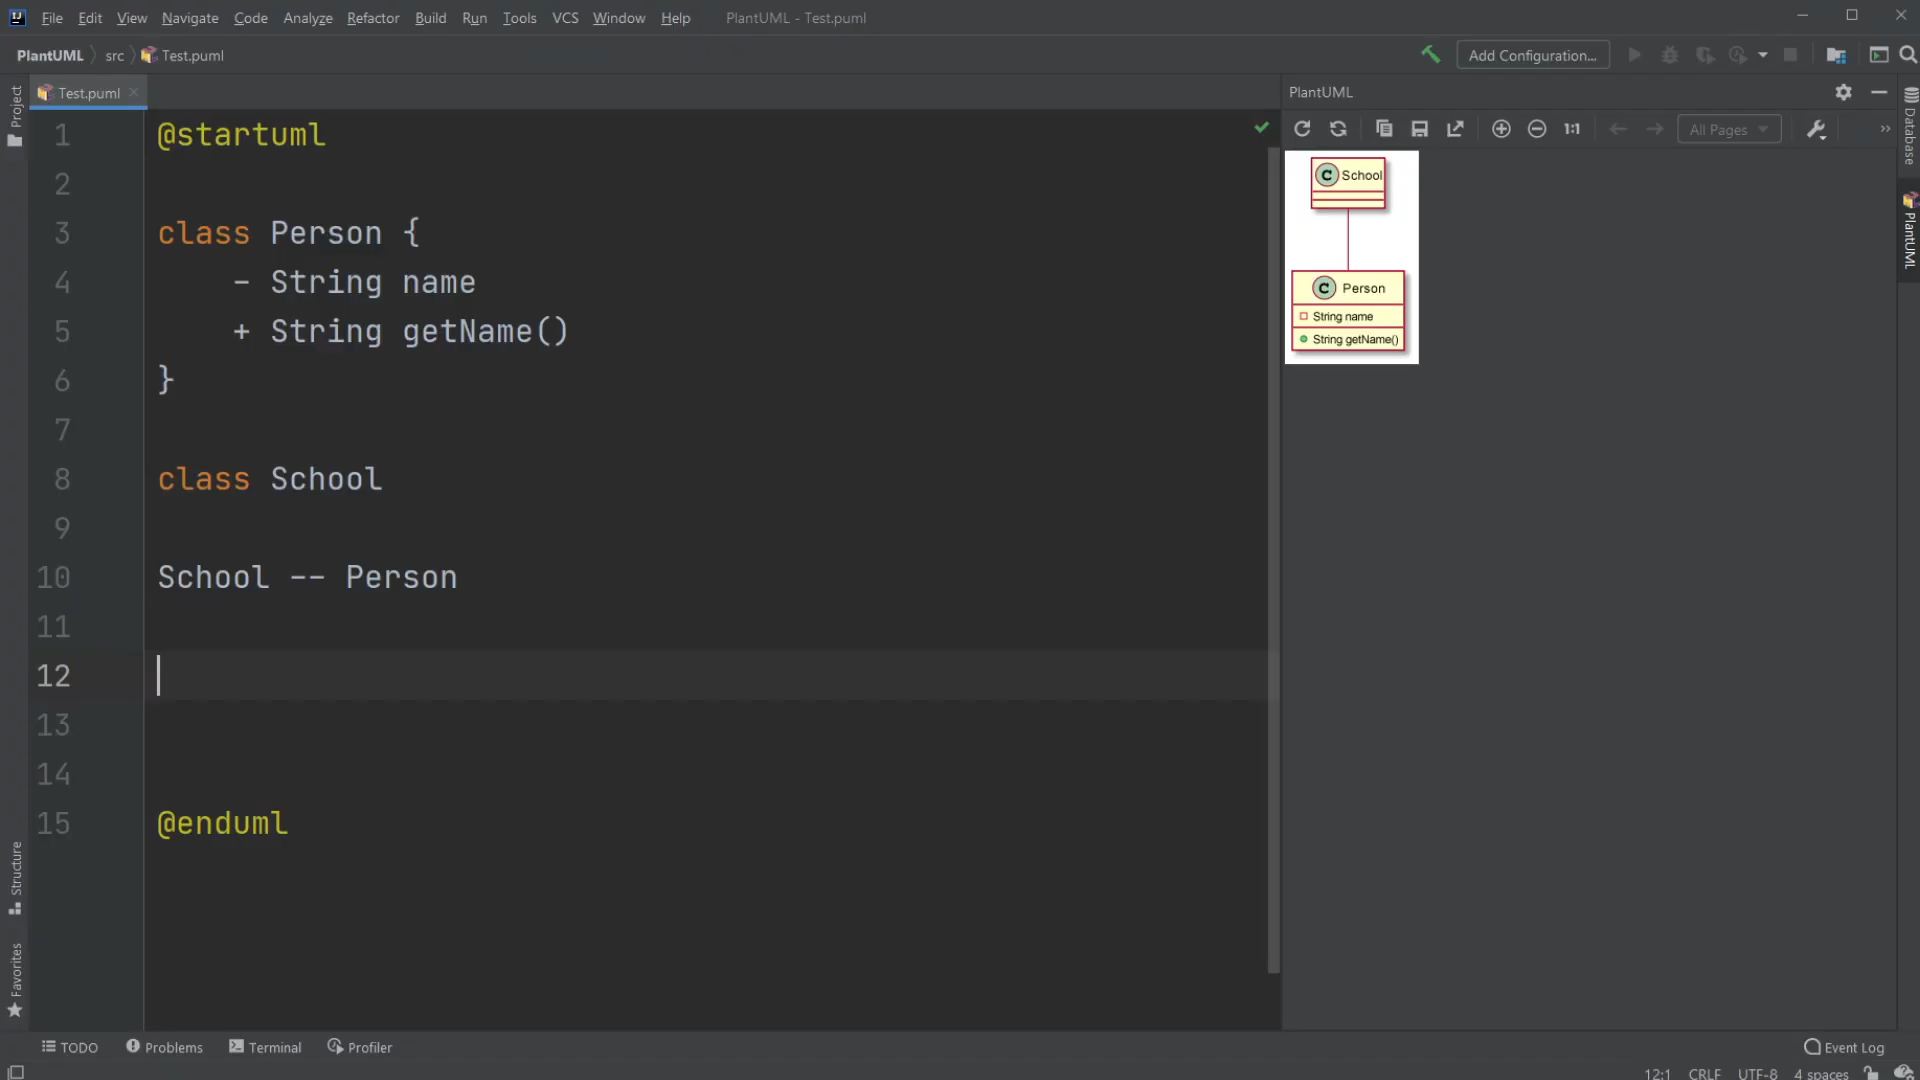 File Edit View Navigate Code Analyze Refactor Build Run Tools VCS Window Help PlantUML - Test.puml
PlantUML src Test.puml Add Configuration...
Project
Test.puml
1 @startuml
2
3 class Person {
4 - String name
5 + String getName()
6 }
7
8 class School
9
10 School -- Person
11
12
13
14
15 @enduml
PlantUML
1:1 All Pages »
C School
C Person
String name
String getName()
Database
PlantUML
Structure
Favorites
TODO Problems Terminal Profiler Event Log
12:1 CRLF UTF-8 4 spaces